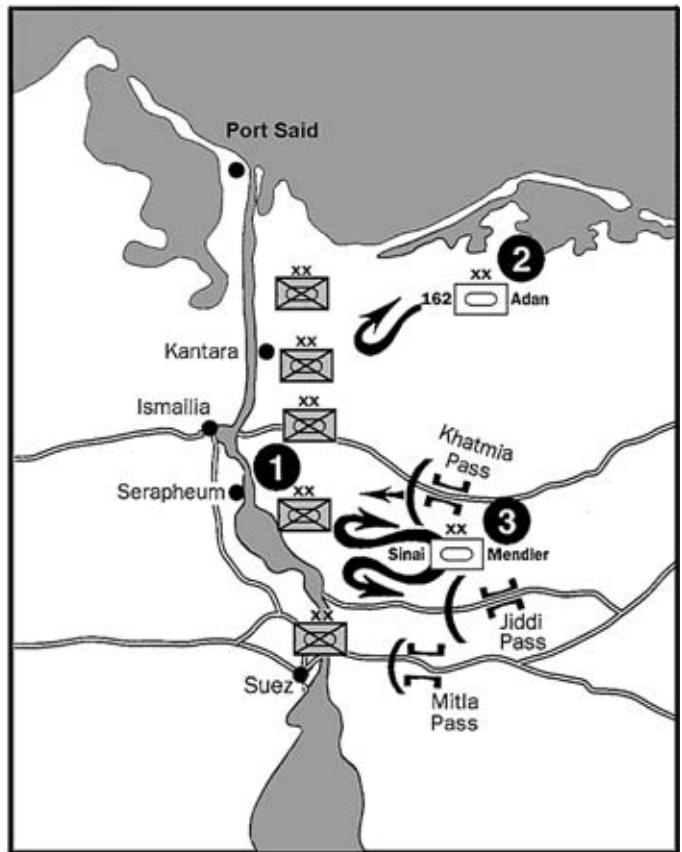 Port Said
xx
2
xx
162 Adan
xx
Kantara
Ismailia
xx
Khatmia
Pass
1
Serapheum
xx
3
xx
Sinai Mendler
xx
Jiddi
Pass
Suez
Mitla
Pass